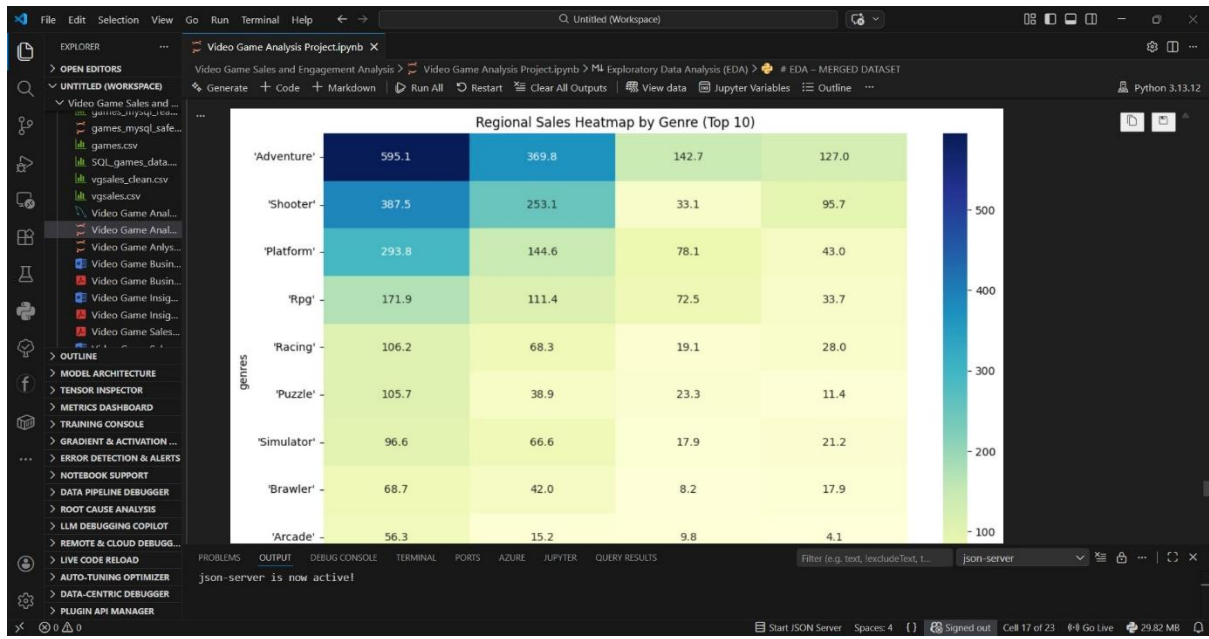 File Edit Selection View Go Run Terminal Help
Untitled (Workspace)
EXPLORER
Video Game Analysis Project.ipynb
OPEN EDITORS
Video Game Sales and Engagement Analysis > Video Game Analysis Project.ipynb > M↓ Exploratory Data Analysis (EDA) > # EDA – MERGED DATASET
UNTITLED (WORKSPACE)
Generate + Code + Markdown | Run All Restart Clear All Outputs | View data Jupyter Variables Outline ...
Python 3.13.12
Video Game Sales and ...
games_mysql_safe...
games.csv
SQL_games_data....
vgsales_clean.csv
vgsales.csv
Video Game Anal...
Video Game Anal...
Video Game Anlys...
Video Game Busin...
Video Game Busin...
Video Game Insig...
Video Game Insig...
Video Game Sales...
OUTLINE
MODEL ARCHITECTURE
TENSOR INSPECTOR
METRICS DASHBOARD
TRAINING CONSOLE
GRADIENT & ACTIVATION ...
ERROR DETECTION & ALERTS
NOTEBOOK SUPPORT
DATA PIPELINE DEBUGGER
ROOT CAUSE ANALYSIS
LLM DEBUGGING COPILOT
REMOTE & CLOUD DEBUGG...
LIVE CODE RELOAD
AUTO-TUNING OPTIMIZER
DATA-CENTRIC DEBUGGER
PLUGIN API MANAGER
Regional Sales Heatmap by Genre (Top 10)
'Adventure' 595.1 369.8 142.7 127.0
'Shooter' 387.5 253.1 33.1 95.7
'Platform' 293.8 144.6 78.1 43.0
'Rpg' 171.9 111.4 72.5 33.7
'Racing' 106.2 68.3 19.1 28.0
'Puzzle' 105.7 38.9 23.3 11.4
'Simulator' 96.6 66.6 17.9 21.2
'Brawler' 68.7 42.0 8.2 17.9
'Arcade' 56.3 15.2 9.8 4.1
genres
500
400
300
200
100
PROBLEMS OUTPUT DEBUG CONSOLE TERMINAL PORTS AZURE JUPYTER QUERY RESULTS
Filter (e.g. text, !excludeText, t...
json-server
json-server is now active!
0 0 0
Start JSON Server Spaces: 4 {} Signed out Cell 17 of 23 Go Live 29.82 MB